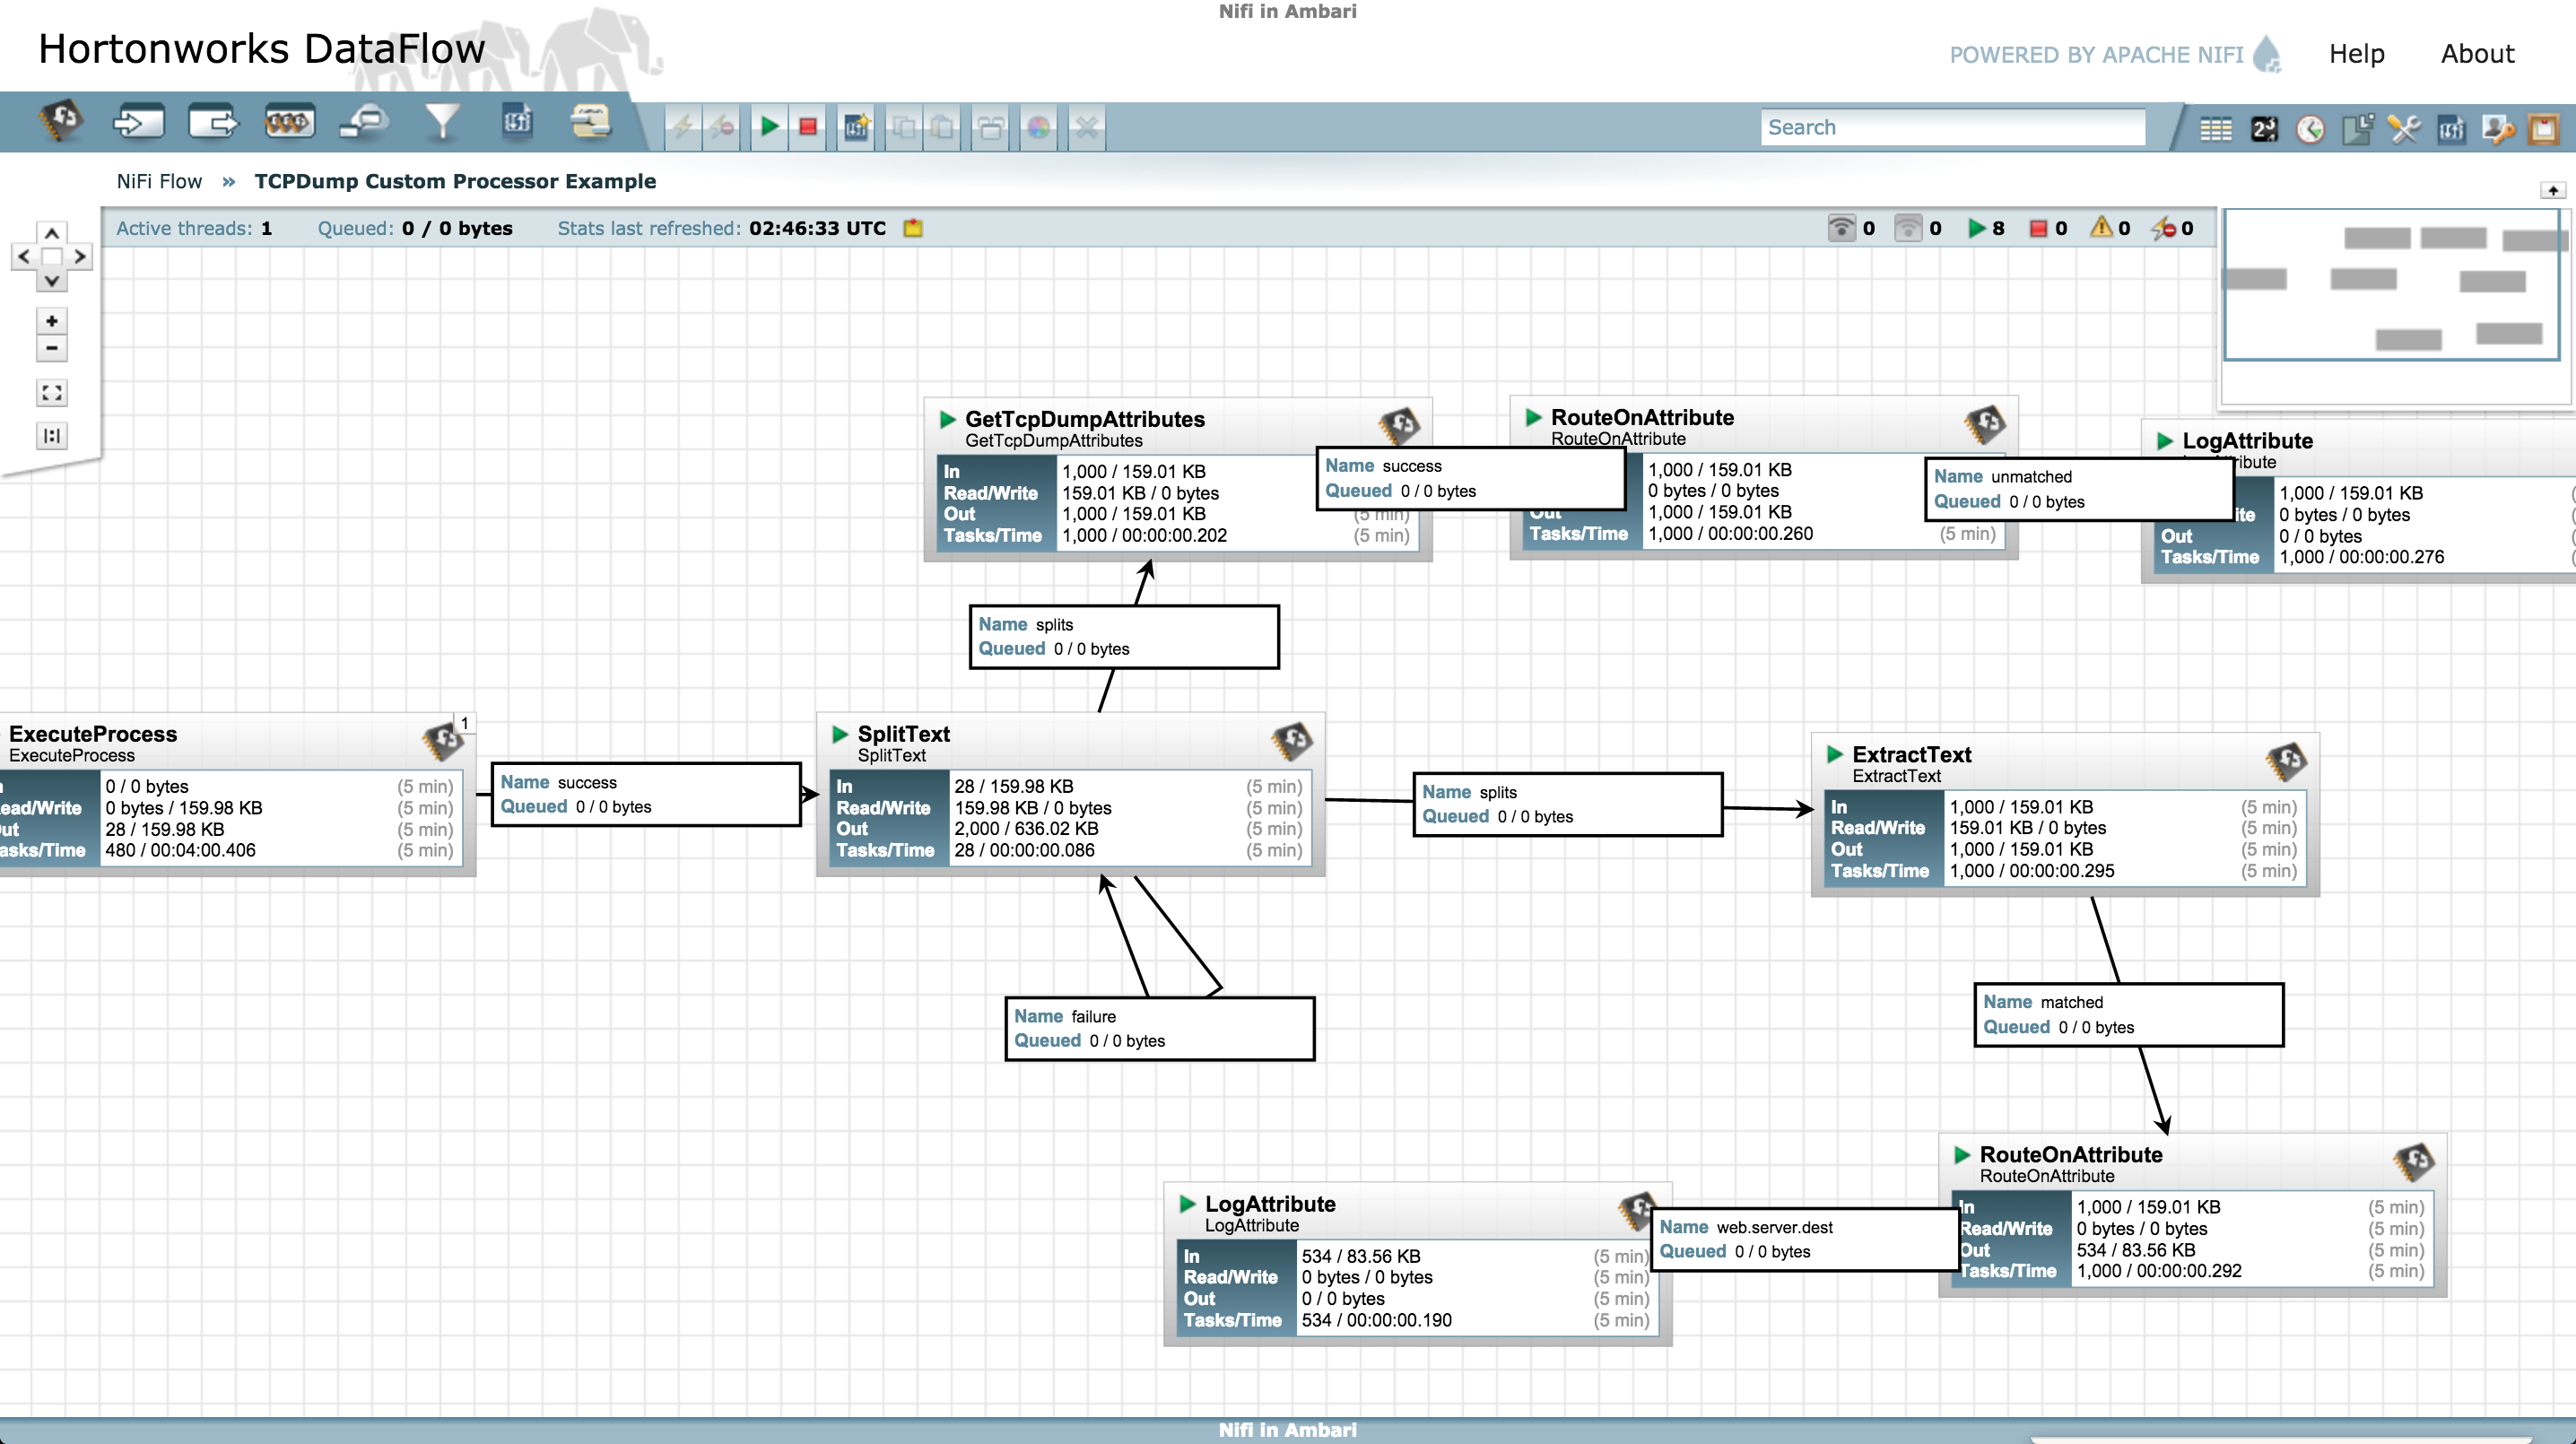 Nifi in Ambari
Hortonworks DataFlow
POWERED BY APACHE NIFI
Help
About
Search
NiFi Flow » TCPDump Custom Processor Example
Active threads: 1 Queued: 0 / 0 bytes Stats last refreshed: 02:46:33 UTC
0 0 8 0 0 0
GetTcpDumpAttributes
GetTcpDumpAttributes
In 1,000 / 159.01 KB
Read/Write 159.01 KB / 0 bytes
Out 1,000 / 159.01 KB (5 min)
Tasks/Time 1,000 / 00:00:00.202 (5 min)
Name success
Queued 0 / 0 bytes
RouteOnAttribute
RouteOnAttribute
1,000 / 159.01 KB
0 bytes / 0 bytes
Out 1,000 / 159.01 KB
Tasks/Time 1,000 / 00:00:00.260 (5 min)
Name unmatched
Queued 0 / 0 bytes
LogAttribute
ribute
1,000 / 159.01 KB
ite 0 bytes / 0 bytes
Out 0 / 0 bytes
Tasks/Time 1,000 / 00:00:00.276
Name splits
Queued 0 / 0 bytes
1
ExecuteProcess
ExecuteProcess
0 / 0 bytes (5 min)
ead/Write 0 bytes / 159.98 KB (5 min)
ut 28 / 159.98 KB (5 min)
asks/Time 480 / 00:04:00.406 (5 min)
Name success
Queued 0 / 0 bytes
SplitText
SplitText
In 28 / 159.98 KB (5 min)
Read/Write 159.98 KB / 0 bytes (5 min)
Out 2,000 / 636.02 KB (5 min)
Tasks/Time 28 / 00:00:00.086 (5 min)
Name splits
Queued 0 / 0 bytes
ExtractText
ExtractText
In 1,000 / 159.01 KB (5 min)
Read/Write 159.01 KB / 0 bytes (5 min)
Out 1,000 / 159.01 KB (5 min)
Tasks/Time 1,000 / 00:00:00.295 (5 min)
Name failure
Queued 0 / 0 bytes
Name matched
Queued 0 / 0 bytes
RouteOnAttribute
RouteOnAttribute
In 1,000 / 159.01 KB (5 min)
Read/Write 0 bytes / 0 bytes (5 min)
Out 534 / 83.56 KB (5 min)
Tasks/Time 1,000 / 00:00:00.292 (5 min)
Name web.server.dest
Queued 0 / 0 bytes
LogAttribute
LogAttribute
In 534 / 83.56 KB (5 min)
Read/Write 0 bytes / 0 bytes (5 min)
Out 0 / 0 bytes (5 min)
Tasks/Time 534 / 00:00:00.190 (5 min)
Nifi in Ambari